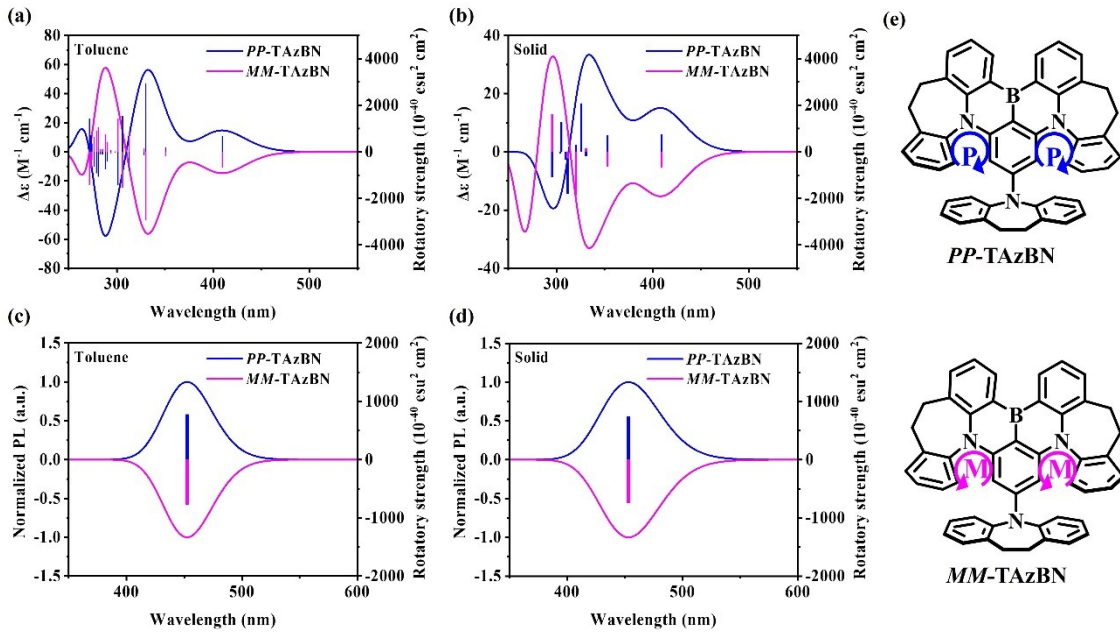 (a)
Toluene
PP-TAzBN
MM-TAzBN
80
60
40
20
0
-20
-40
-60
-80
Δε (M⁻¹ cm⁻¹)
4000
2000
0
-2000
-4000
Rotatory strength (10⁻⁴⁰ esu² cm²)
300
400
500
Wavelength (nm)
(b)
Solid
PP-TAzBN
MM-TAzBN
40
20
0
-20
-40
Δε (M⁻¹ cm⁻¹)
4000
2000
0
-2000
-4000
Rotatory strength (10⁻⁴⁰ esu² cm²)
300
400
500
Wavelength (nm)
(c)
Toluene
PP-TAzBN
MM-TAzBN
1.5
1.0
0.5
0.0
-0.5
-1.0
-1.5
Normalized PL (a.u.)
2000
1000
0
-1000
-2000
Rotatory strength (10⁻⁴⁰ esu² cm²)
400
500
600
Wavelength (nm)
(d)
Solid
PP-TAzBN
MM-TAzBN
1.5
1.0
0.5
0.0
-0.5
-1.0
-1.5
Normalized PL (a.u.)
2000
1000
0
-1000
-2000
Rotatory strength (10⁻⁴⁰ esu² cm²)
400
500
600
Wavelength (nm)
(e)
B
N
N
P
P
N
PP-TAzBN
B
N
N
M
M
N
MM-TAzBN